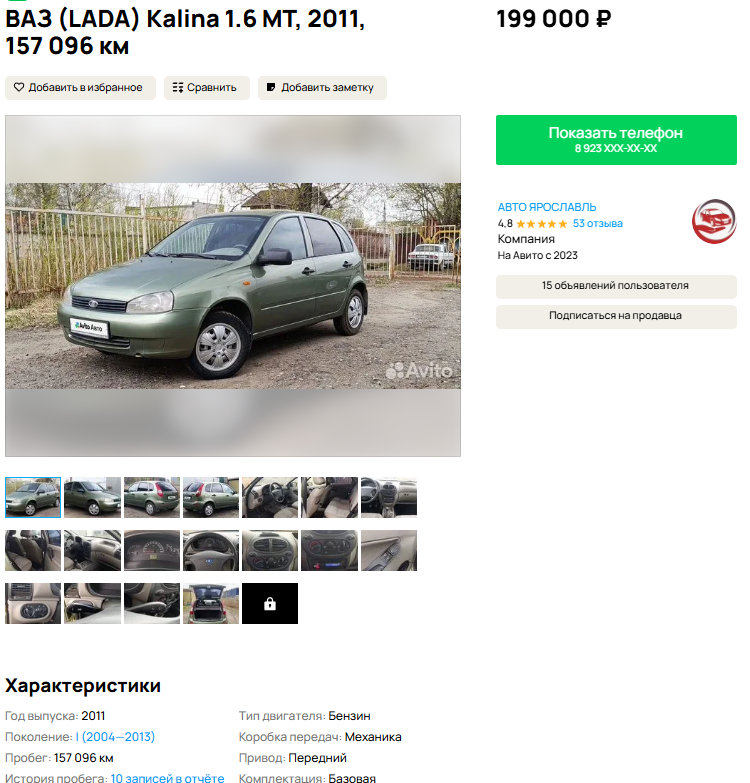 ВАЗ (LADA) Kalina 1.6 MT, 2011,
157 096 км
199 000 ₽
Добавить в избранное
Сравнить
Добавить заметку
Показать телефон
8 923 XXX-XX-XX
АВТО ЯРОСЛАВЛЬ
4,8 ★★★★★ 53 отзыва
Компания
На Авито с 2023
15 объявлений пользователя
Подписаться на продавца
Avito Авто
Avito
Характеристики
Год выпуска: 2011
Поколение: I (2004—2013)
Пробег: 157 096 км
История пробега: 10 записей в отчёте
Тип двигателя: Бензин
Коробка передач: Механика
Привод: Передний
Комплектация: Базовая